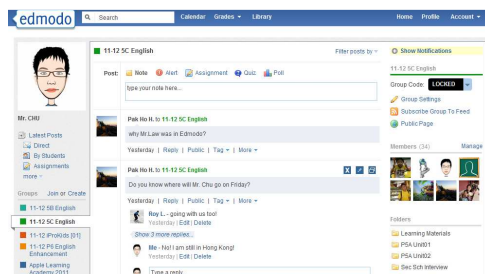 edmodo
Search
Calendar Grades Library
Home Profile Account
11-12 5C English
Filter posts by
Show Notifications
Post: Note Alert Assignment Quiz Poll
type your note here...
11-12 5C English
Group Code: LOCKED
Group Settings
Subscribe Group To Feed
Public Page
Mr. CHU
Latest Posts
Direct
By Students
Assignments
more
Groups Join or Create
11-12 5B English
11-12 5C English
11-12 iProKids [01]
11-12 P6 English
Enhancement
Apple Learning
Academy 2011
Pak Ho H. to 11-12 5C English
why Mr.Law was in Edmodo?
Yesterday | Reply | Public | Tag | More
Pak Ho H. to 11-12 5C English
Do you know where will Mr. Chu go on Friday?
Yesterday | Reply | Public | Tag | More
Roy L. - going with us too!
Yesterday | Edit | Delete
Show 3 more replies...
Me - No! I am still in Hong Kong!
Yesterday | Edit | Delete
Type a reply...
Members (34) Manage
Folders
Learning Materials
P5A Unit01
P5A Unit02
Sec Sch Interview